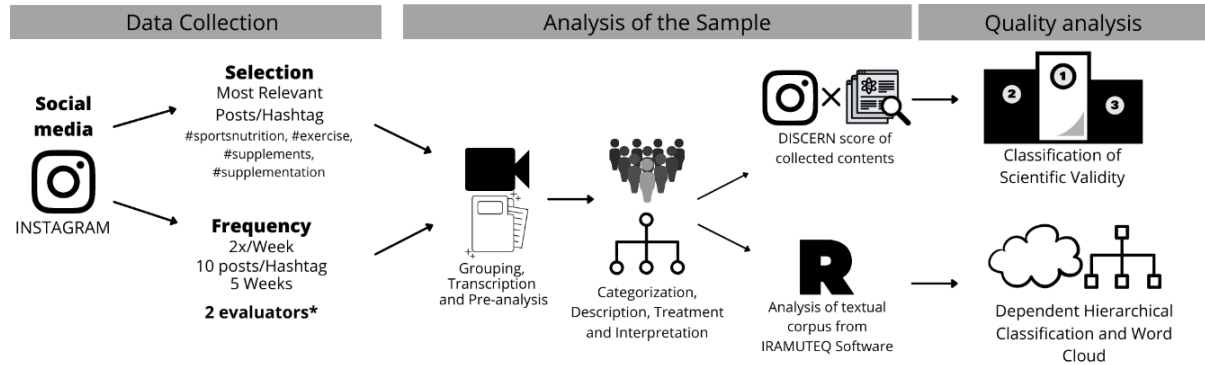 Data Collection
Analysis of the Sample
Quality analysis
Social
media
INSTAGRAM
Selection
Most Relevant
Posts/Hashtag
#sportsnutrition, #exercise,
#supplements,
#supplementation
Frequency
2x/Week
10 posts/Hashtag
5 Weeks
2 evaluators*
Grouping,
Transcription
and Pre-analysis
Categorization,
Description, Treatment
and Interpretation
DISCERN score of
collected contents
R
Analysis of textual
corpus from
IRAMUTEQ Software
2
1
3
Classification of
Scientific Validity
Dependent Hierarchical
Classification and Word
Cloud